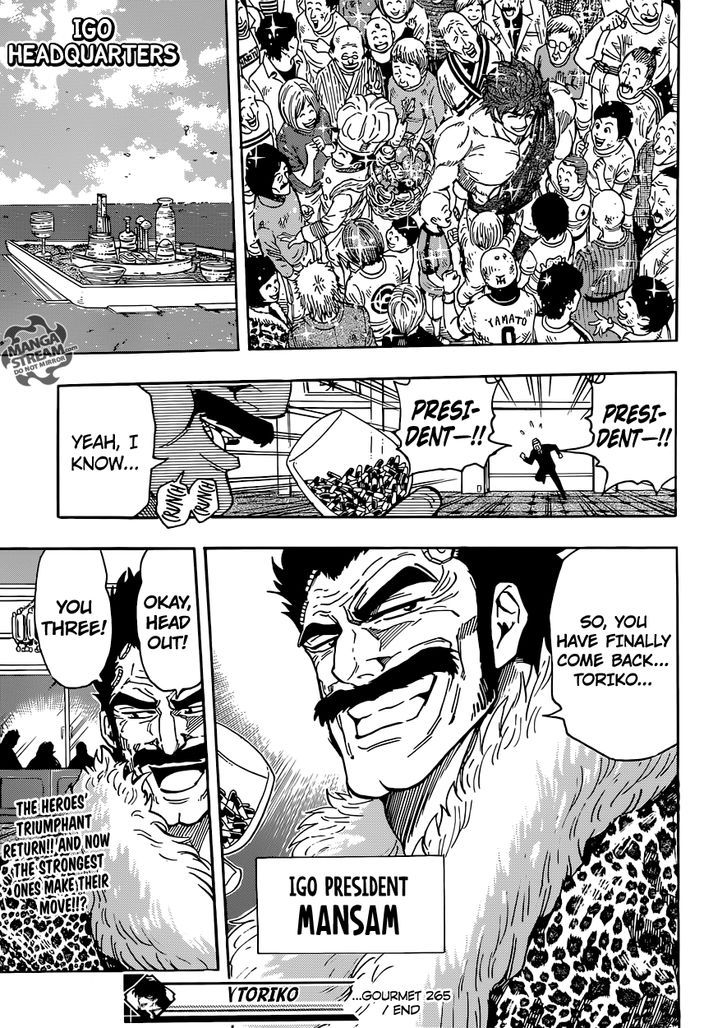 YAMATO
0
IGO
HEADQUARTERS
MANGA
STREAM.com
DO NOT MIRROR
PRESI-
DENT—!!
PRESI-
DENT—!!
YEAH, I
KNOW...
SO, YOU
HAVE FINALLY
COME BACK...
TORIKO...
IGO PRESIDENT
MANSAM
OKAY,
HEAD
OUT!
YOU
THREE!
THE HEROES'
TRIUMPHANT
RETURN!! AND NOW
THE STRONGEST
ONES MAKE THEIR
MOVE!!!?
TORIKO
...GOURMET 265
/ END